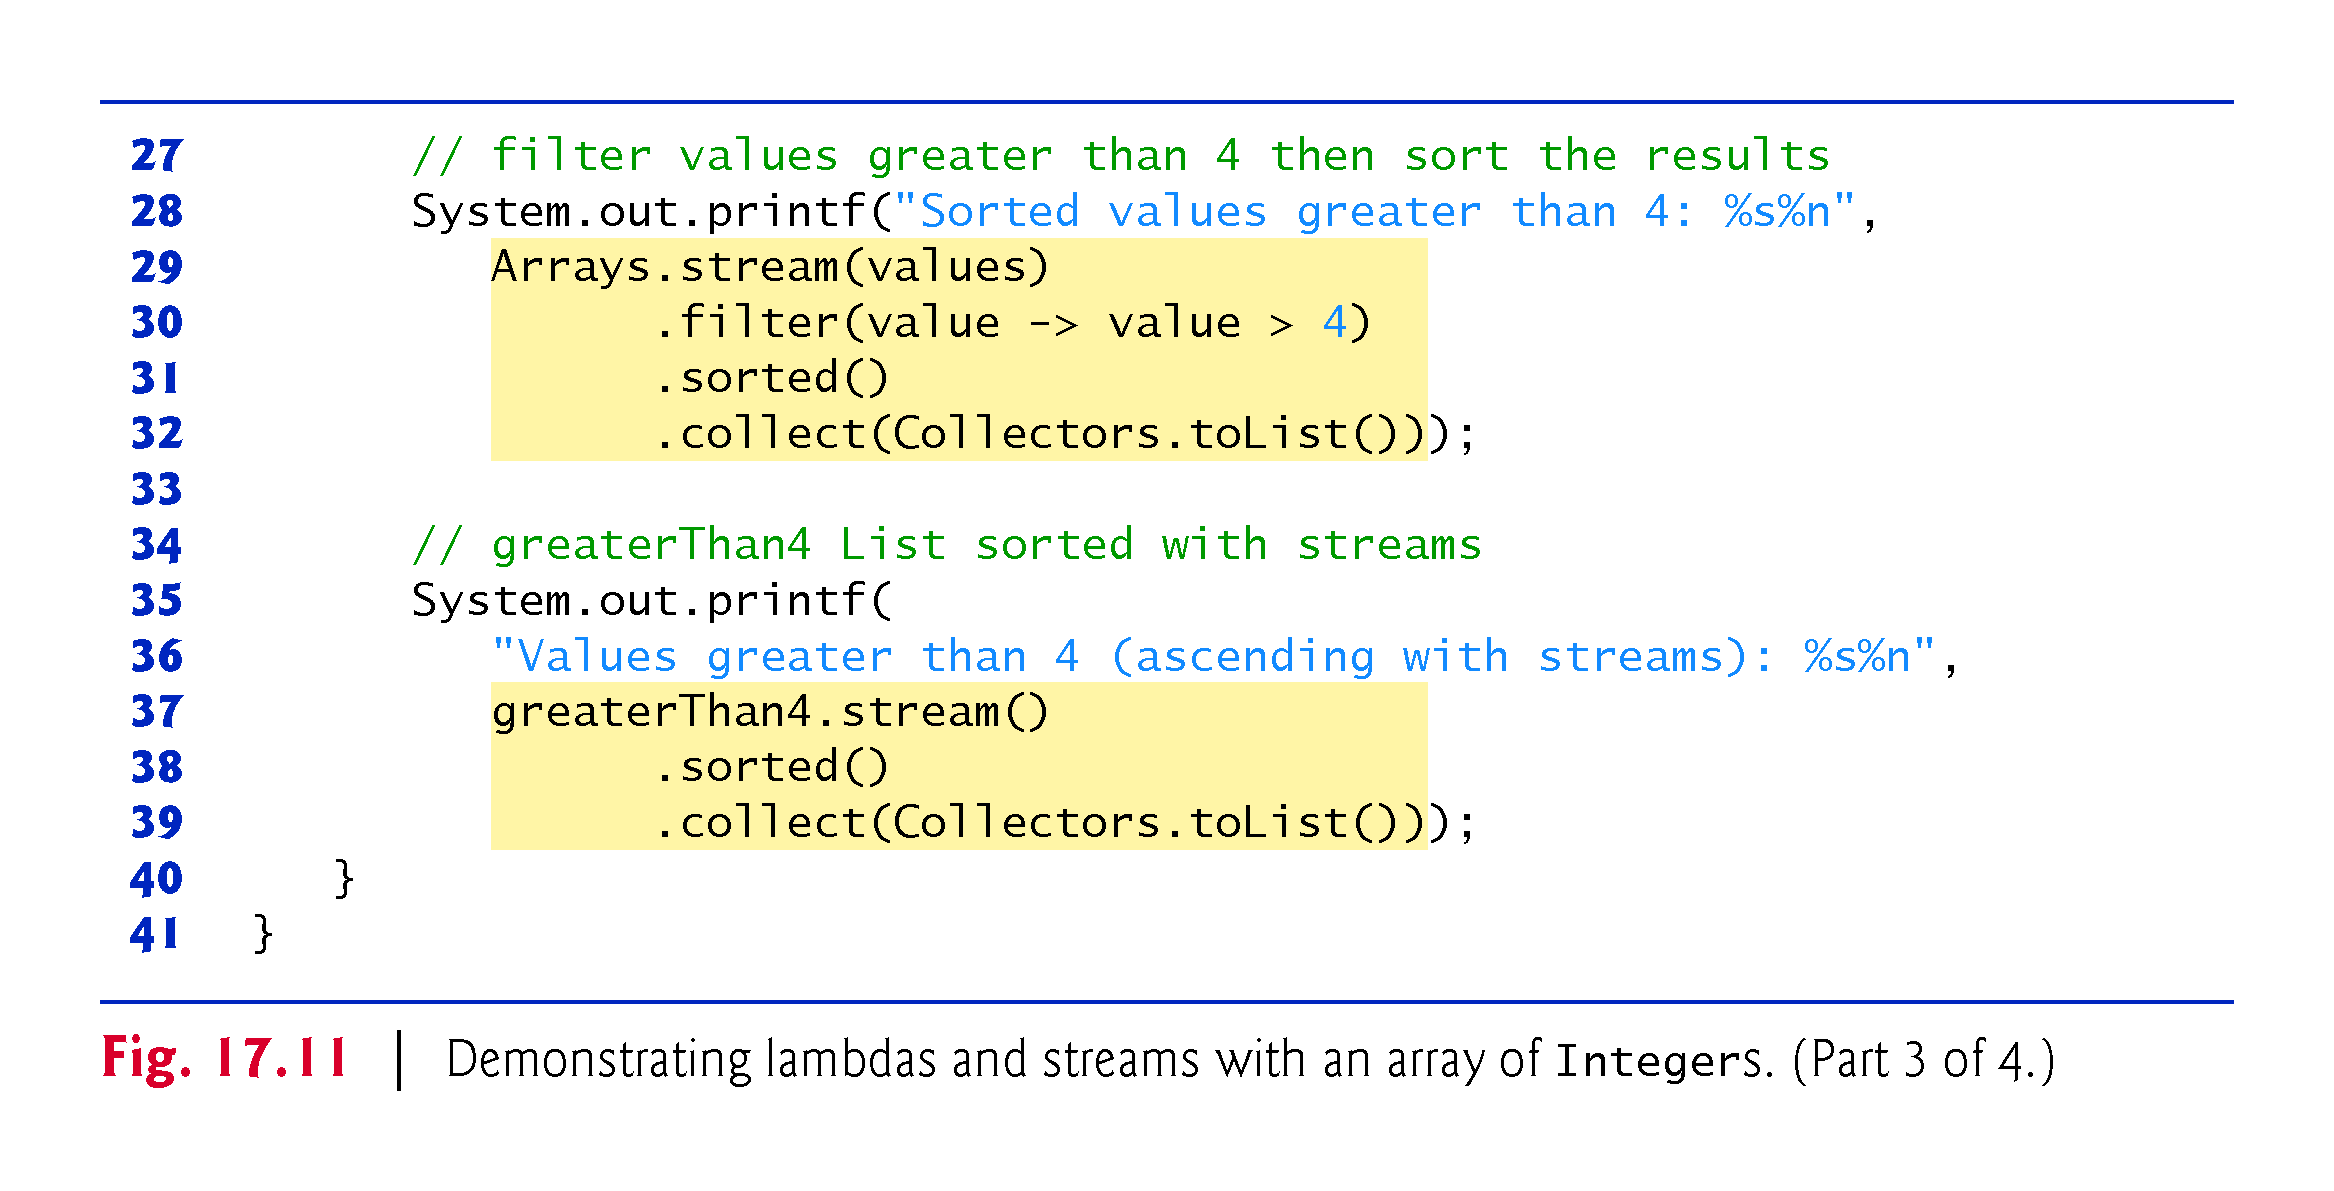 27 // filter values greater than 4 then sort the results
28 System.out.printf("Sorted values greater than 4: %s%n",
29 Arrays.stream(values)
30 .filter(value -> value > 4)
31 .sorted()
32 .collect(Collectors.toList()));
33
34 // greaterThan4 List sorted with streams
35 System.out.printf(
36 "Values greater than 4 (ascending with streams): %s%n",
37 greaterThan4.stream()
38 .sorted()
39 .collect(Collectors.toList()));
40 }
41 }
Fig. 17.11 | Demonstrating lambdas and streams with an array of Integers. (Part 3 of 4.)